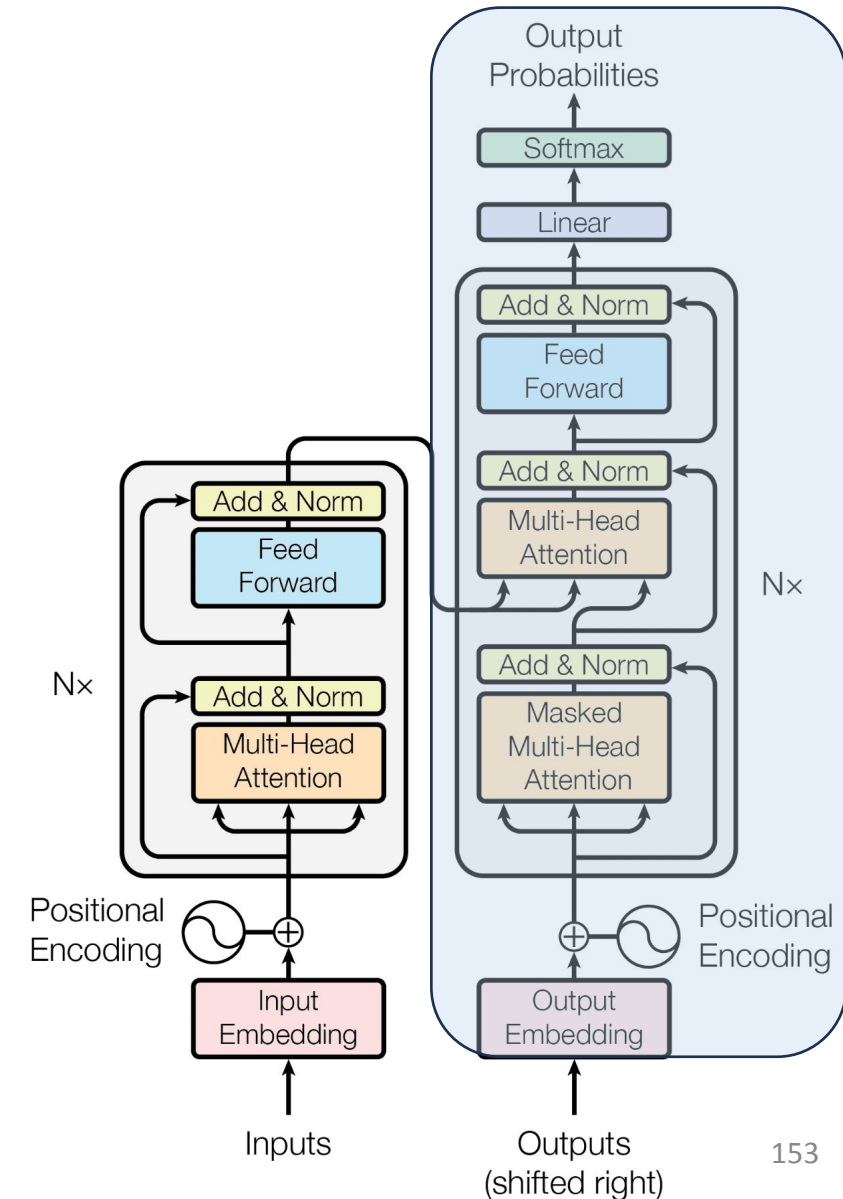 Output
Probabilities
Softmax
Linear
Add & Norm
Feed
Forward
Add & Norm
Multi-Head
Attention
N×
Add & Norm
Masked
Multi-Head
Attention
Positional
Encoding
Output
Embedding
Outputs
(shifted right)
Add & Norm
Feed
Forward
N×
Add & Norm
Multi-Head
Attention
Positional
Encoding
Input
Embedding
Inputs
153